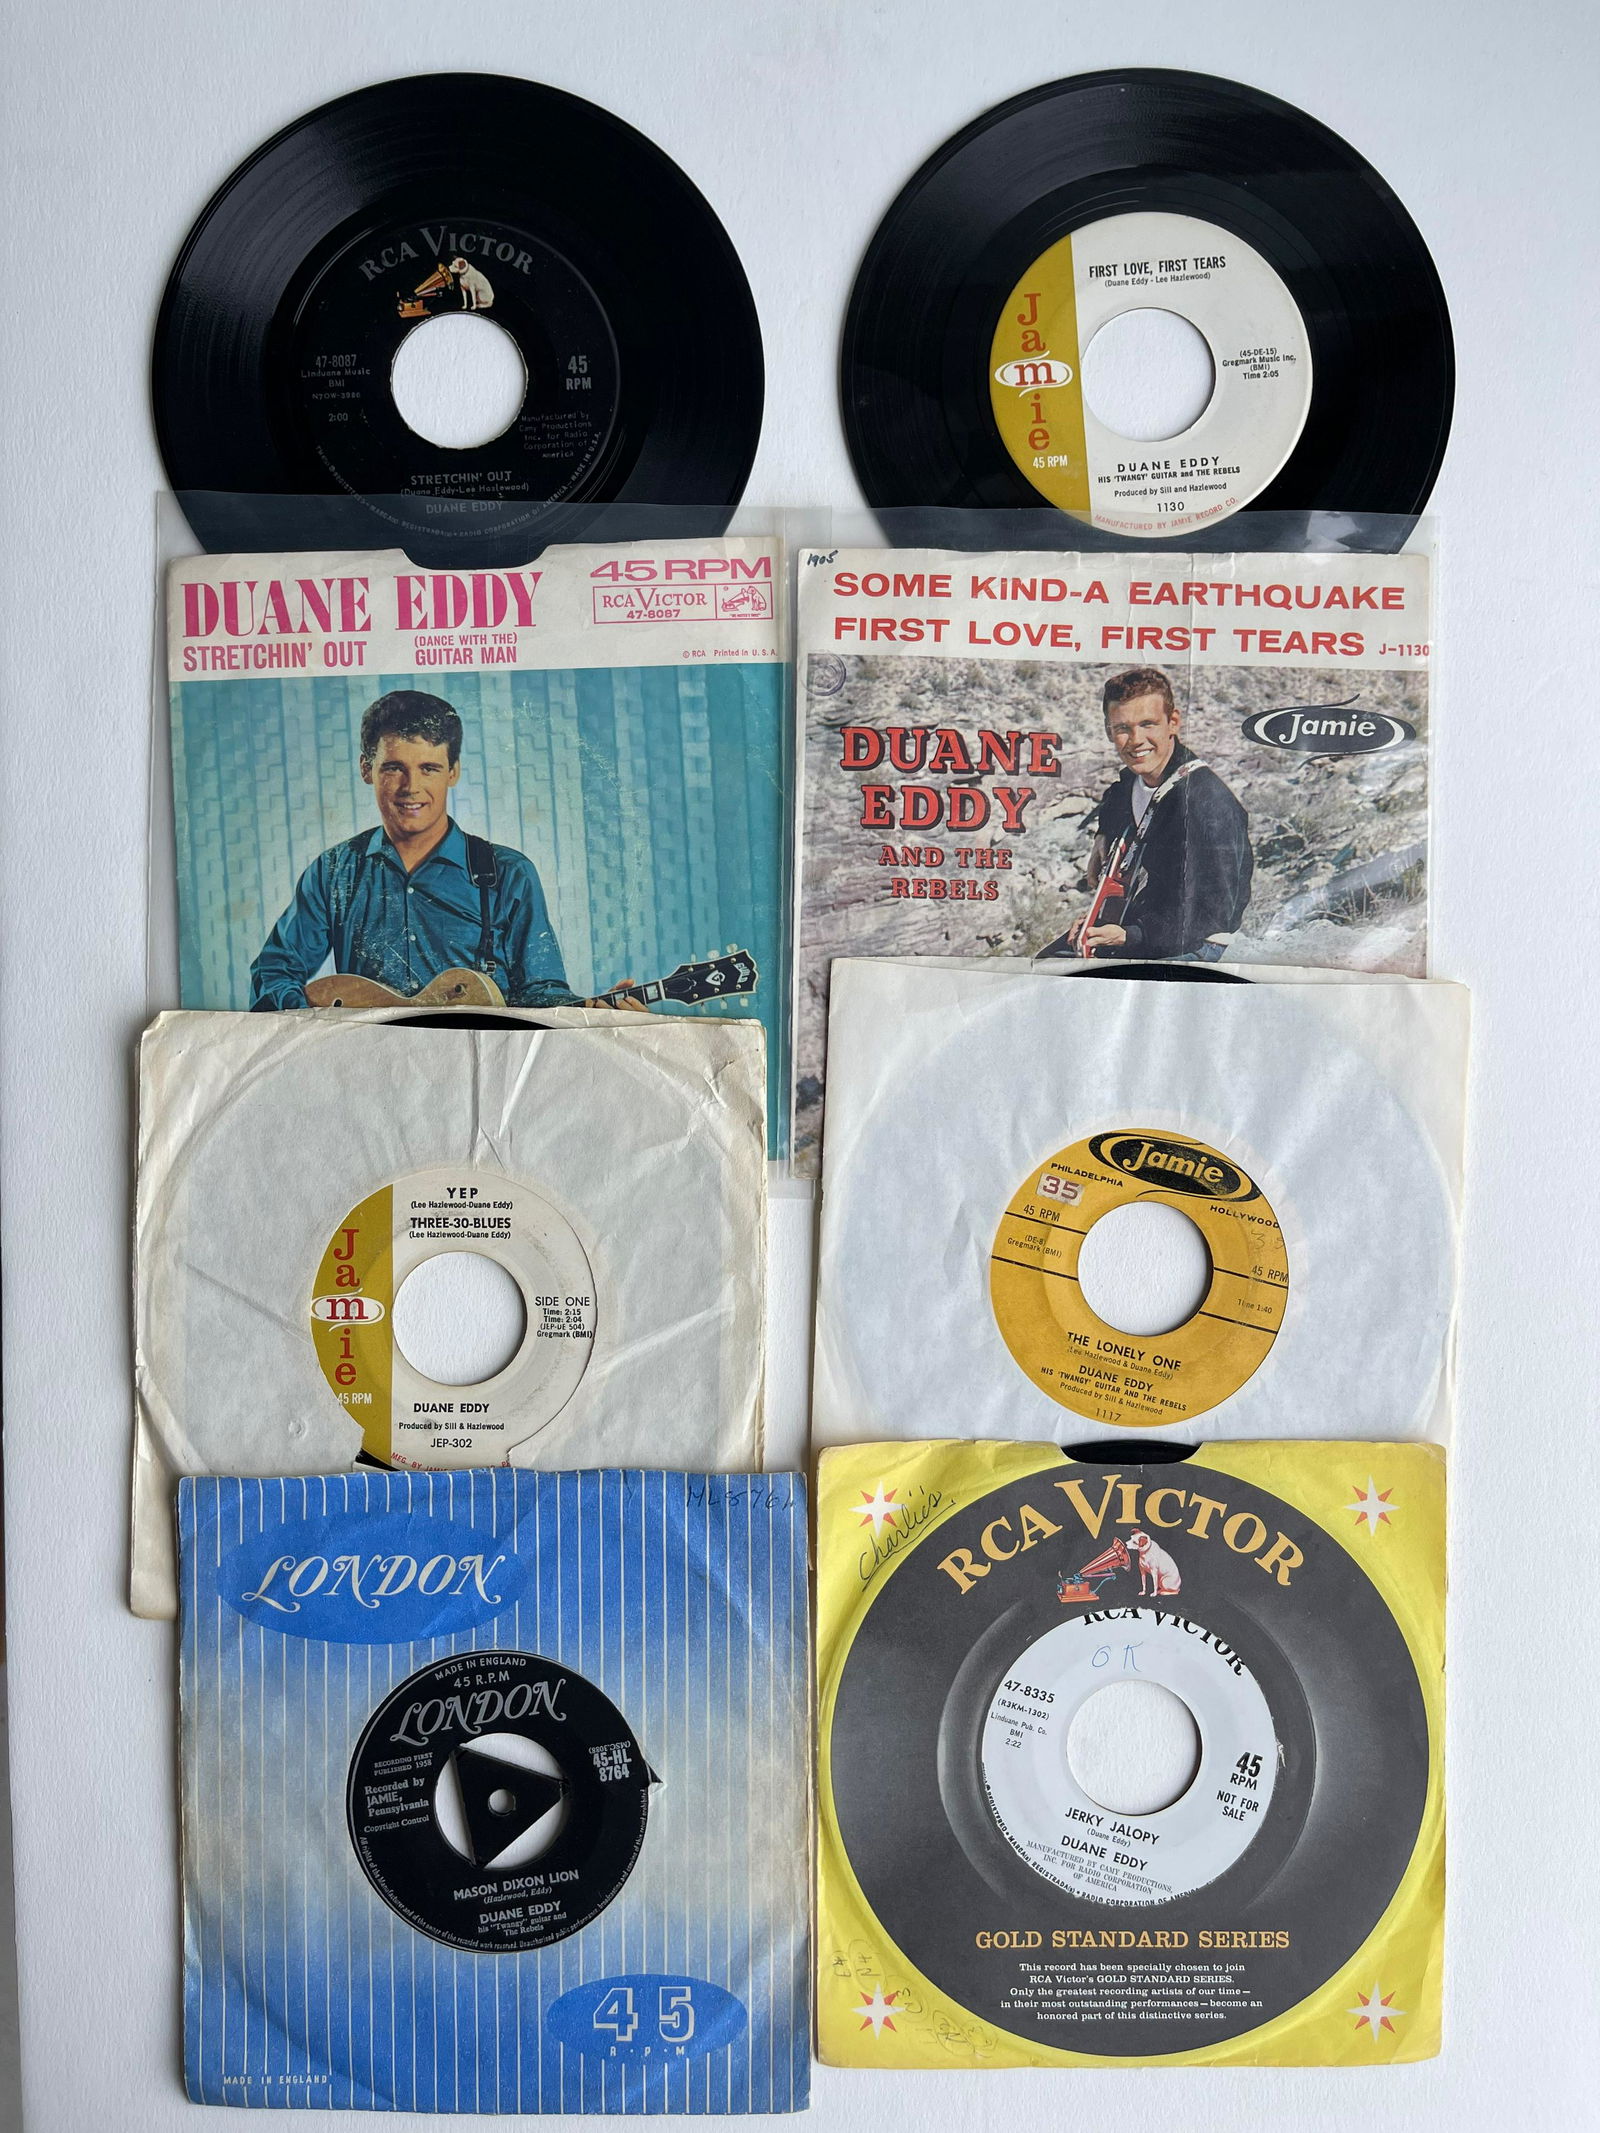 RCA VICTOR
47-8087
Linduane Music
BMI
N7OW-3986
2:00
45
RPM
Manufactured by
Camy Productions
Inc. for Radio
Corporation of
America
STRETCHIN' OUT
(Duane Eddy-Lee Hazlewood)
DUANE EDDY
FIRST LOVE, FIRST TEARS
(Duane Eddy - Lee Hazlewood)
Jamie
45 RPM
(45-DE-15)
Gregmark Music Inc.
(BMI)
Time 2:05
DUANE EDDY
HIS 'TWANGY' GUITAR and THE REBELS
Produced by Sill and Hazlewood
1130
MANUFACTURED BY JAMIE RECORD CO.
DUANE EDDY
STRETCHIN' OUT
(DANCE WITH THE)
GUITAR MAN
45 RPM
RCA VICTOR
47-8087
"HIS MASTER'S VOICE"
© RCA Printed in U. S. A.
1905
SOME KIND-A EARTHQUAKE
FIRST LOVE, FIRST TEARS J-1130
DUANE
EDDY
AND THE
REBELS
Jamie
Guild
YEP
(Lee Hazlewood-Duane Eddy)
THREE-30-BLUES
(Lee Hazlewood-Duane Eddy)
Jamie
45 RPM
SIDE ONE
Time: 2:15
Time: 2:04
(JEP-DE 504)
Gregmark (BMI)
DUANE EDDY
Produced by Sill & Hazlewood
JEP-302
MFG. BY JAMIE
Jamie
PHILADELPHIA
HOLLYWOOD
35
45 RPM
(DE-8)
Gregmark (BMI)
35
45 RPM
Time 1:40
THE LONELY ONE
(Lee Hazlewood & Duane Eddy)
DUANE EDDY
HIS 'TWANGY' GUITAR AND THE REBELS
Produced by Sill & Hazlewood
1117
LONDON
MADE IN ENGLAND
45 R.P.M
LONDON
RECORDING FIRST
PUBLISHED 1958
Recorded by
JAMIE,
Pennsylvania
Copyright Control
(MSC.3088)
45-HL
8764
MASON DIXON LION
(Hazlewood, Eddy)
DUANE EDDY
his "Twangy" guitar and
The Rebels
45
R·P·M
MADE IN ENGLAND
Charlie's
RCA VICTOR
RCA VICTOR
OK
47-8335
(R3KM-1302)
Linduane Pub. Co.
BMI
2:22
45
RPM
NOT FOR
SALE
JERKY JALOPY
(Duane Eddy)
DUANE EDDY
MANUFACTURED BY CAMY PRODUCTIONS,
INC. FOR RADIO CORPORATION
OF AMERICA
GOLD STANDARD SERIES
This record has been specially chosen to join
RCA Victor's GOLD STANDARD SERIES.
Only the greatest recording artists of our time—
in their most outstanding performances—become an
honored part of this distinctive series.